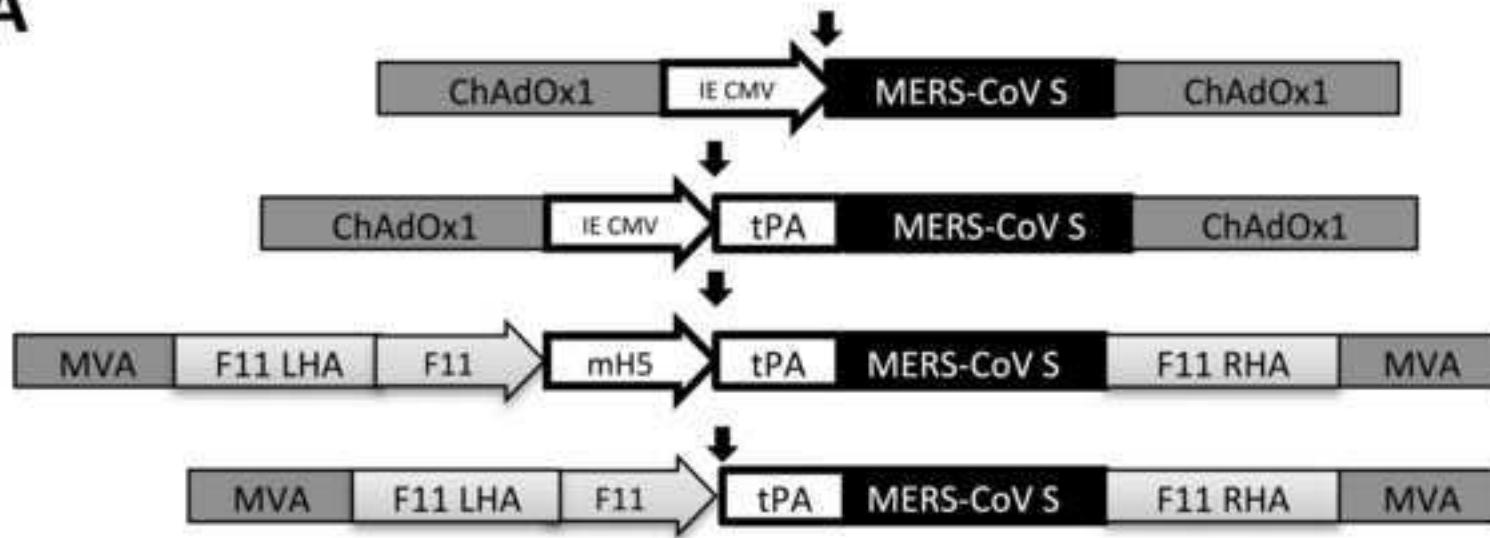 A
ChAdOx1 IE CMV MERS-CoV S ChAdOx1
ChAdOx1 IE CMV tPA MERS-CoV S ChAdOx1
MVA F11 LHA F11 mH5 tPA MERS-CoV S F11 RHA MVA
MVA F11 LHA F11 tPA MERS-CoV S F11 RHA MVA